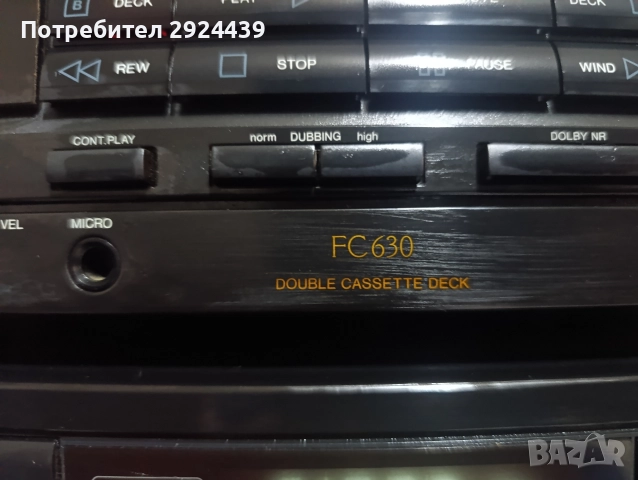 Потребител 2924439
B DECK
DECK
REW STOP PAUSE WIND
norm DUBBING high
CONT.PLAY DOLBY NR
VEL MICRO
FC630
DOUBLE CASSETTE DECK
BAZAR